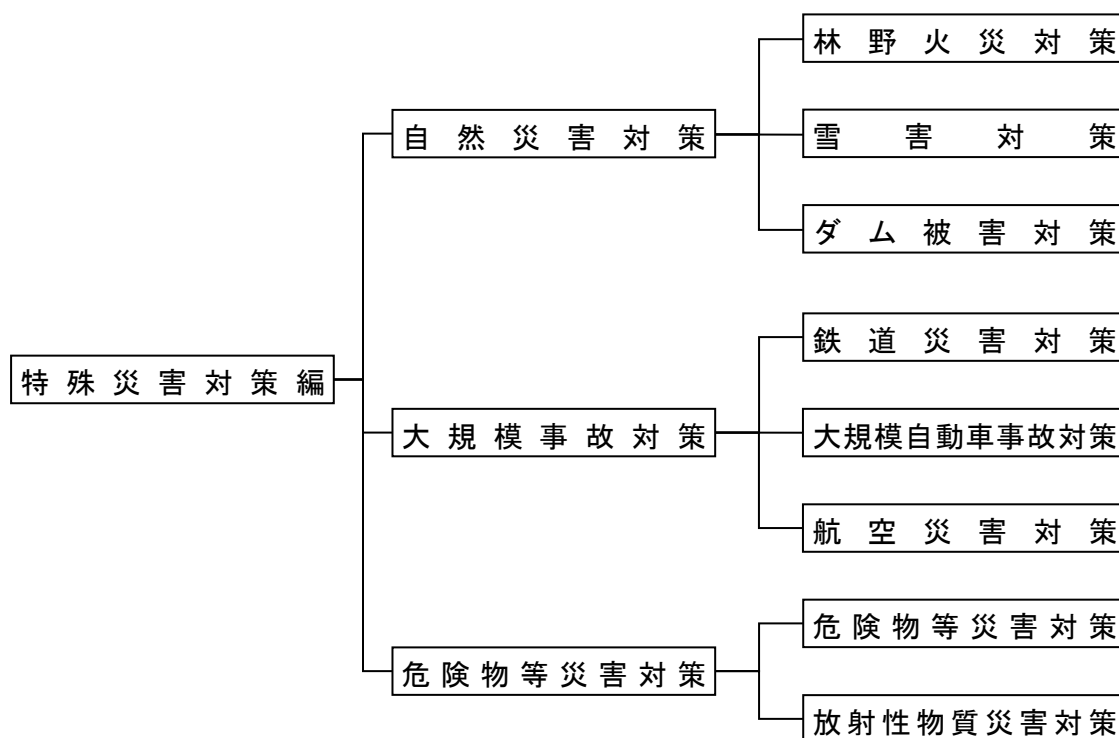 特殊災害対策編
自然災害対策
林野火災対策
雪害対策
ダム被害対策
大規模事故対策
鉄道災害対策
大規模自動車事故対策
航空災害対策
危険物等災害対策
危険物等災害対策
放射性物質災害対策